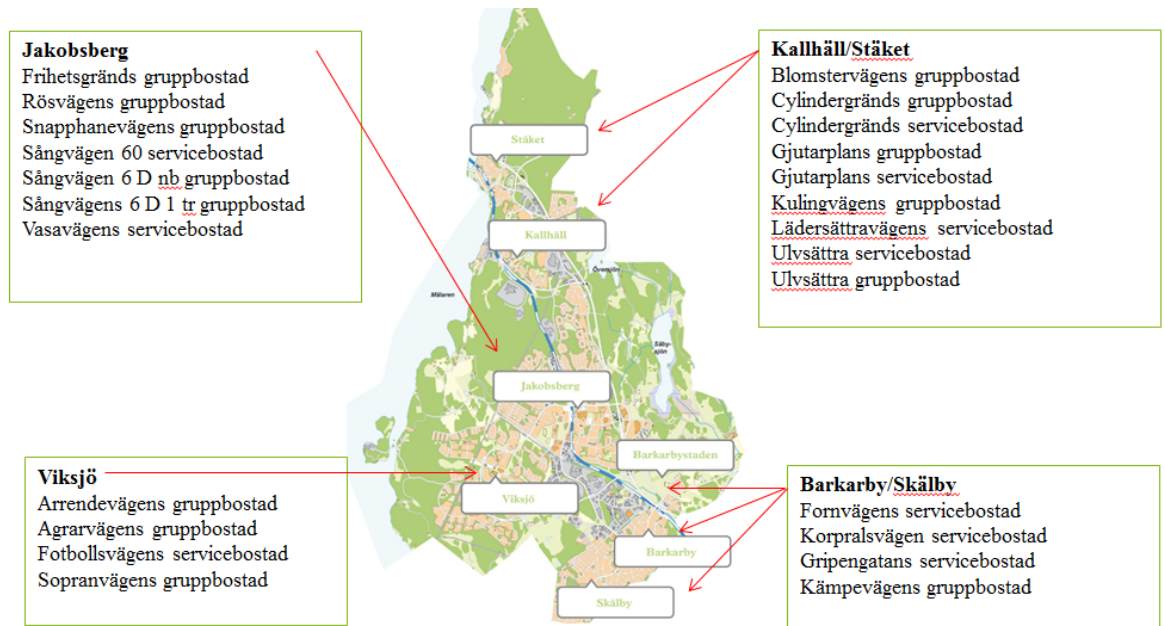 Jakobsberg
Frihetsgränds gruppbostad
Rösvägens gruppbostad
Snapphanevägens gruppbostad
Sångvägen 60 servicebostad
Sångvägen 6 D nb gruppbostad
Sångvägens 6 D 1 tr gruppbostad
Vasavägens servicebostad
Kallhäll/Stäket
Blomstervägens gruppbostad
Cylindergränds gruppbostad
Cylindergränds servicebostad
Gjutarplans gruppbostad
Gjutarplans servicebostad
Kulingvägens gruppbostad
Lädersättravägens servicebostad
Ulvsättra servicebostad
Ulvsättra gruppbostad
Stäket
Kallhäll
Översjön
Mälaren
Säby-
sjön
Jakobsberg
Barkarbystaden
Viksjö
Barkarby
Skälby
Viksjö
Arrendevägens gruppbostad
Agrarvägens gruppbostad
Fotbollsvägens servicebostad
Sopranvägens gruppbostad
Barkarby/Skälby
Fornvägens servicebostad
Korpralsvägen servicebostad
Gripengatans servicebostad
Kämpevägens gruppbostad